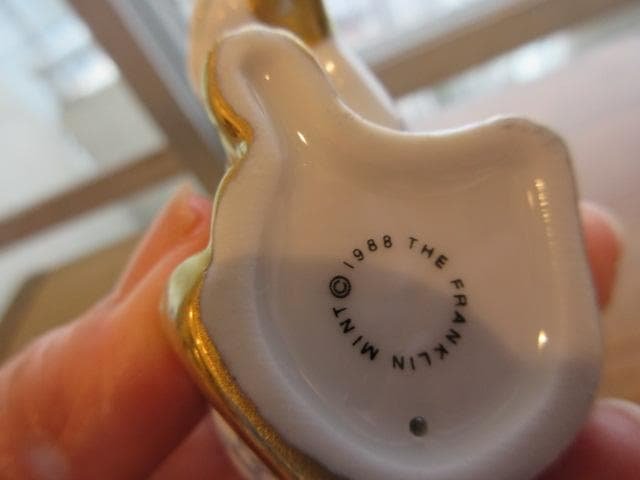 © 1988 THE FRANKLIN MINT